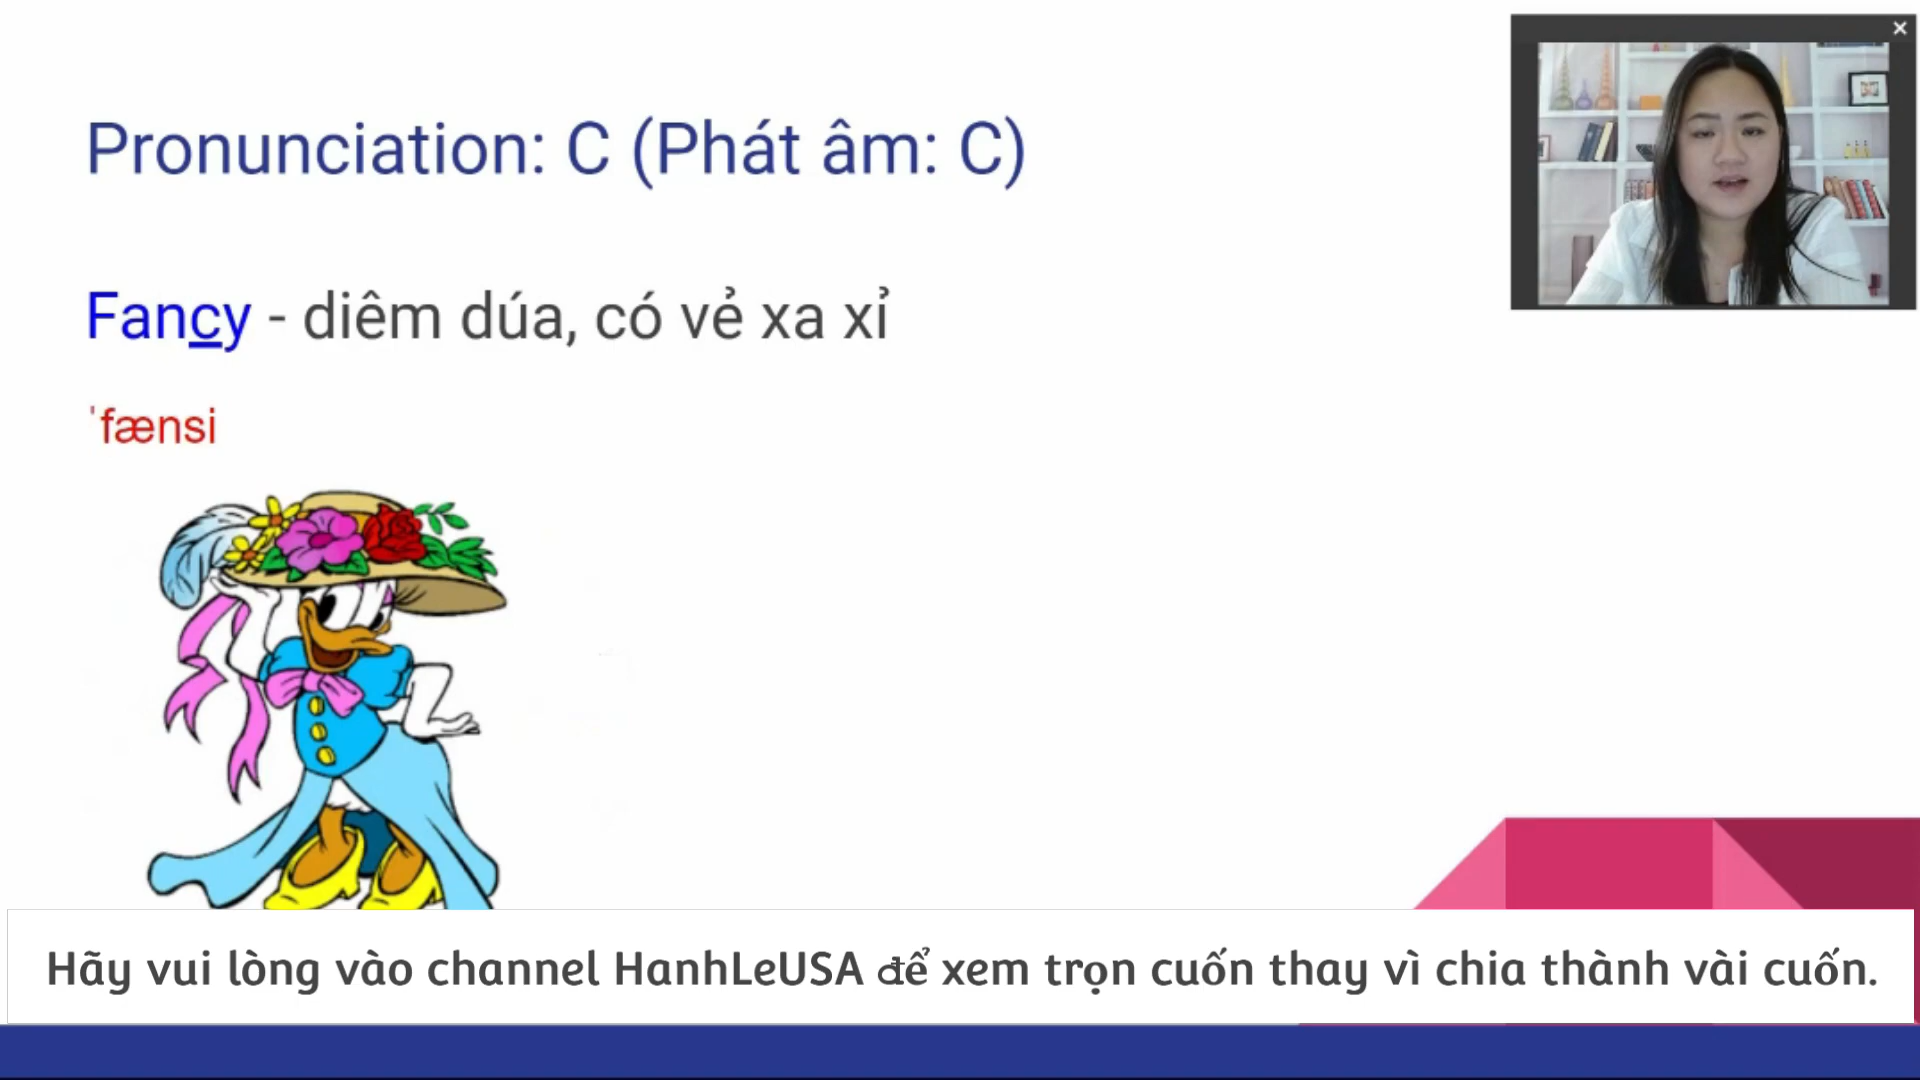 Pronunciation: C (Phát âm: C)
Fancy - diêm dúa, có vẻ xa xỉ
ˈfænsi
Hãy vui lòng vào channel HanhLeUSA để xem trọn cuốn thay vì chia thành vài cuốn.